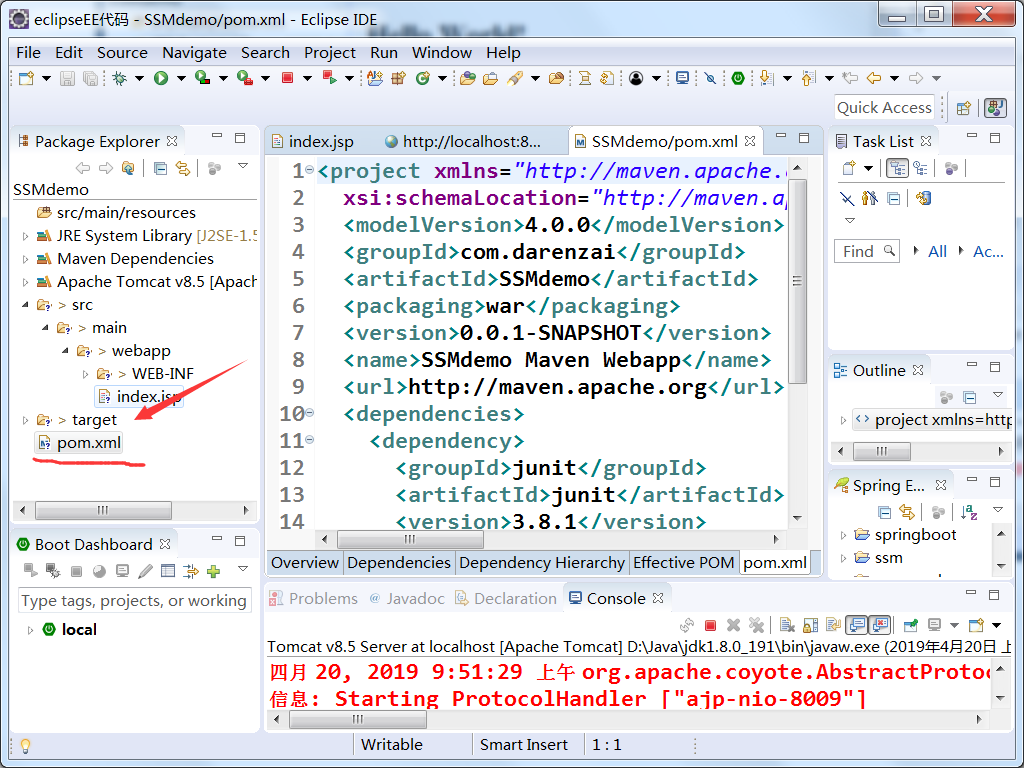 eclipseEE代码 - SSMdemo/pom.xml - Eclipse IDE
File Edit Source Navigate Search Project Run Window Help
Quick Access
Package Explorer
SSMdemo
src/main/resources
JRE System Library [J2SE-1.5
Maven Dependencies
Apache Tomcat v8.5 [Apach
> src
> main
> webapp
> WEB-INF
index.jsp
> target
pom.xml
Boot Dashboard
Type tags, projects, or working
local
index.jsp
http://localhost:8...
SSMdemo/pom.xml
1 <project xmlns="http://maven.apache.
2 xsi:schemaLocation="http://maven.ap
3 <modelVersion>4.0.0</modelVersion>
4 <groupId>com.darenzai</groupId>
5 <artifactId>SSMdemo</artifactId>
6 <packaging>war</packaging>
7 <version>0.0.1-SNAPSHOT</version>
8 <name>SSMdemo Maven Webapp</name>
9 <url>http://maven.apache.org</url>
10 <dependencies>
11 <dependency>
12 <groupId>junit</groupId>
13 <artifactId>junit</artifactId>
14 <version>3.8.1</version>
Overview Dependencies Dependency Hierarchy Effective POM pom.xml
Task List
Find All Ac...
Outline
project xmlns=http
Spring E...
springboot
ssm
Problems @ Javadoc Declaration Console
Tomcat v8.5 Server at localhost [Apache Tomcat] D:\Java\jdk1.8.0_191\bin\javaw.exe (2019年4月20日 上
四月 20, 2019 9:51:29 上午 org.apache.coyote.AbstractProtoc
信息: Starting ProtocolHandler ["ajp-nio-8009"]
Writable Smart Insert 1 : 1